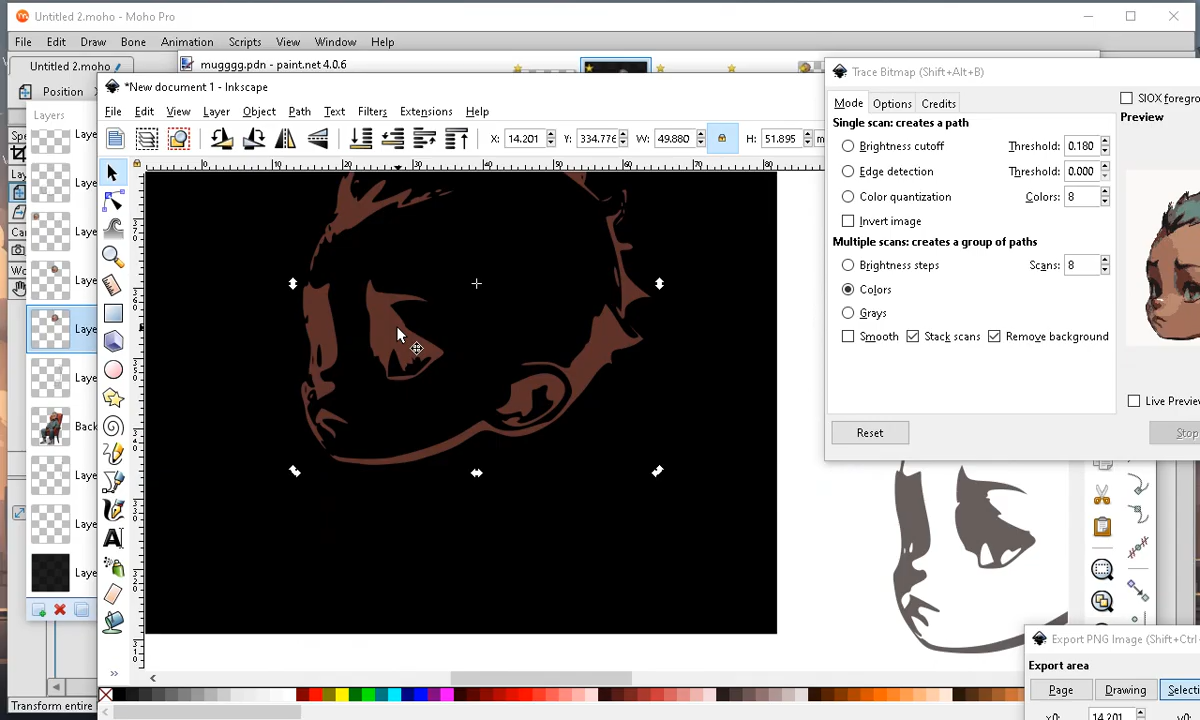 Untitled 2.moho - Moho Pro
File Edit Draw Bone Animation Scripts View Window Help
Untitled 2.moho
mugggg.pdn - paint.net 4.0.6
Position
*New document 1 - Inkscape
File Edit View Layer Object Path Text Filters Extensions Help
X: 14.201 Y: 334.776 W: 49.880 H: 51.895
Layers
Back
Transform entire
Trace Bitmap (Shift+Alt+B)
Mode Options Credits
SIOX foregro
Preview
Single scan: creates a path
Brightness cutoff Threshold: 0.180
Edge detection Threshold: 0.000
Color quantization Colors: 8
Invert image
Multiple scans: creates a group of paths
Brightness steps Scans: 8
Colors
Grays
Smooth Stack scans Remove background
Live Preview
Reset
Stop
Export PNG Image (Shift+Ctrl
Export area
Page Drawing Selecti
x0: 14.201